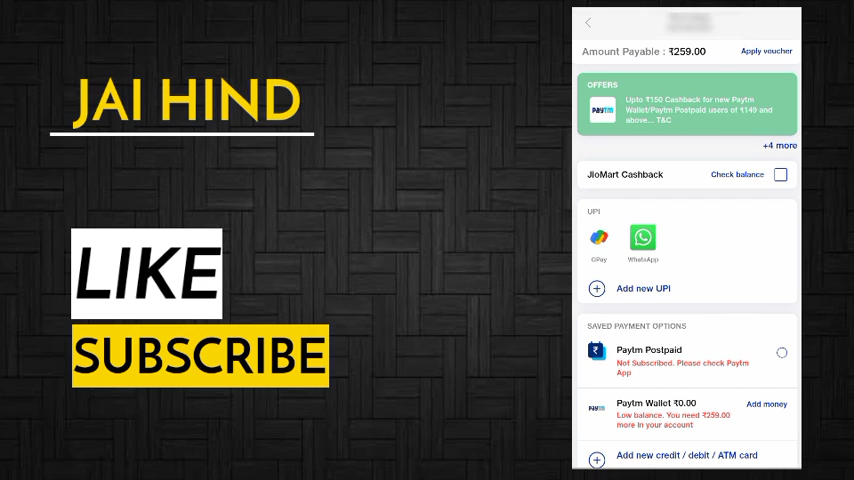 JAI HIND
LIKE
SUBSCRIBE
Amount Payable : ₹259.00
Apply voucher
OFFERS
paytm
Upto ₹150 Cashback for new Paytm
Wallet/Paytm Postpaid users of ₹149 and
above... T&C
+4 more
JioMart Cashback
Check balance
UPI
GPay
WhatsApp
Add new UPI
SAVED PAYMENT OPTIONS
Paytm Postpaid
Not Subscribed. Please check Paytm
App
paytm
Paytm Wallet ₹0.00
Add money
Low balance. You need ₹259.00
more in your account
Add new credit / debit / ATM card